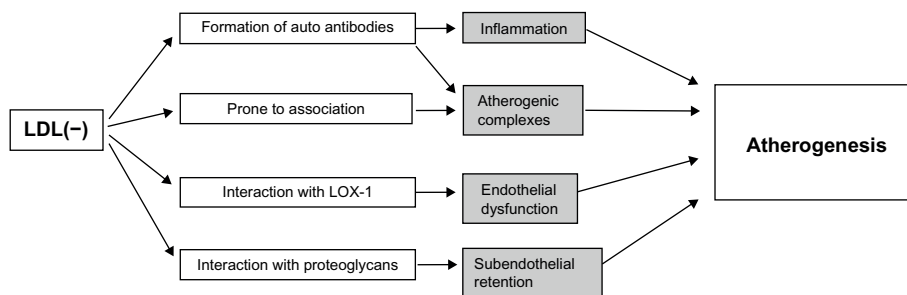 Formation of auto antibodies
Inflammation
Prone to association
Atherogenic
complexes
LDL(−)
Atherogenesis
Interaction with LOX-1
Endothelial
dysfunction
Interaction with proteoglycans
Subendothelial
retention